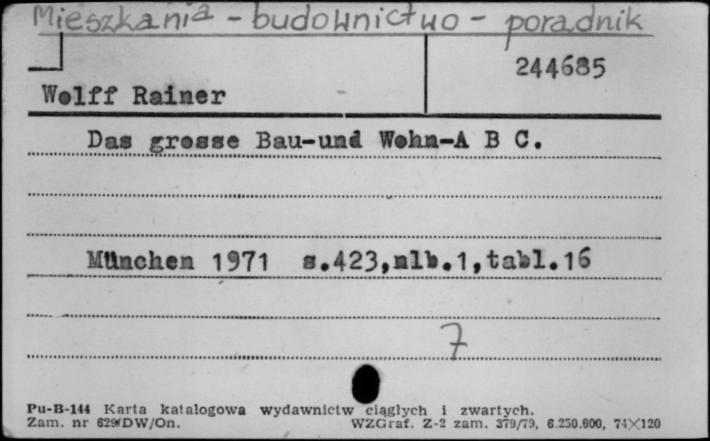 Mieszkania - budownictwo - poradnik
244685
Wolff Rainer
Das grosse Bau-und Wohn-A B C.
München 1971 s.423,nlb.1,tabl.16
7
Pu-B-144 Karta katalogowa wydawnictw ciągłych i zwartych.
Zam. nr 629/DW/On. WZGraf. Z-2 zam. 379/79, 6.250.000, 74×120